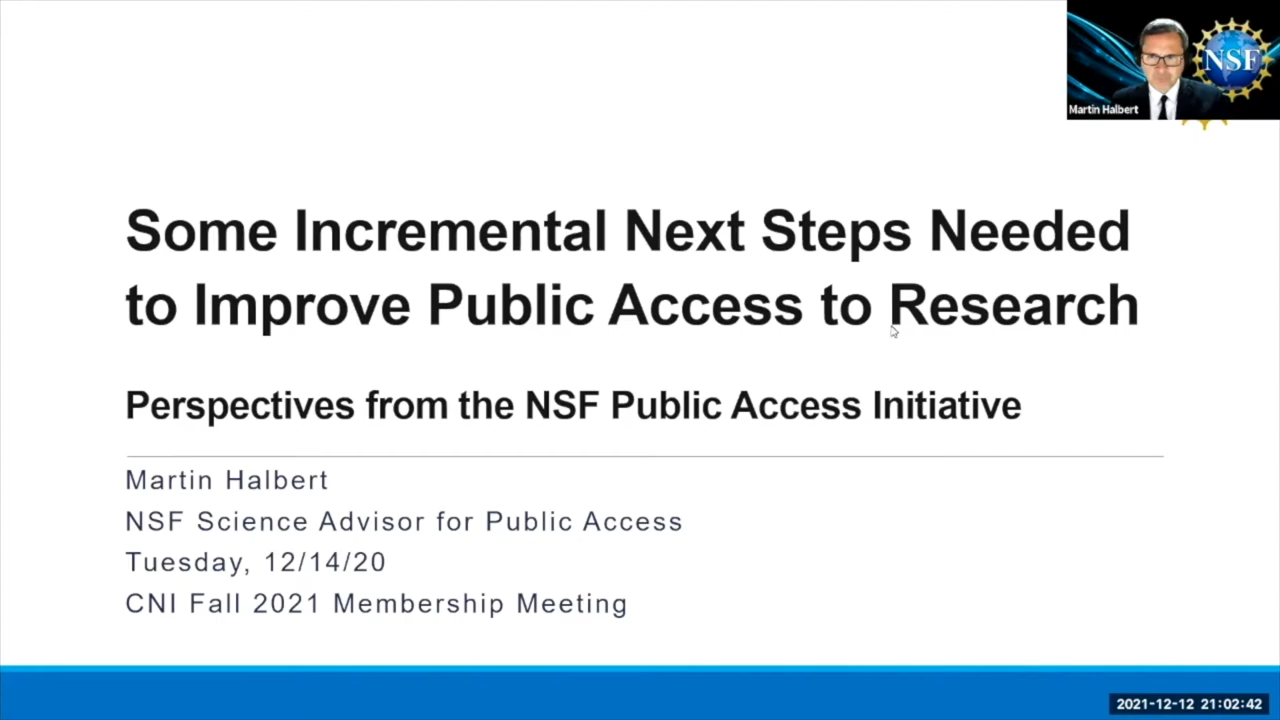 NSF
Martin Halbert
Some Incremental Next Steps Needed
to Improve Public Access to Research
Perspectives from the NSF Public Access Initiative
Martin Halbert
NSF Science Advisor for Public Access
Tuesday, 12/14/20
CNI Fall 2021 Membership Meeting
2021-12-12 21:02:42